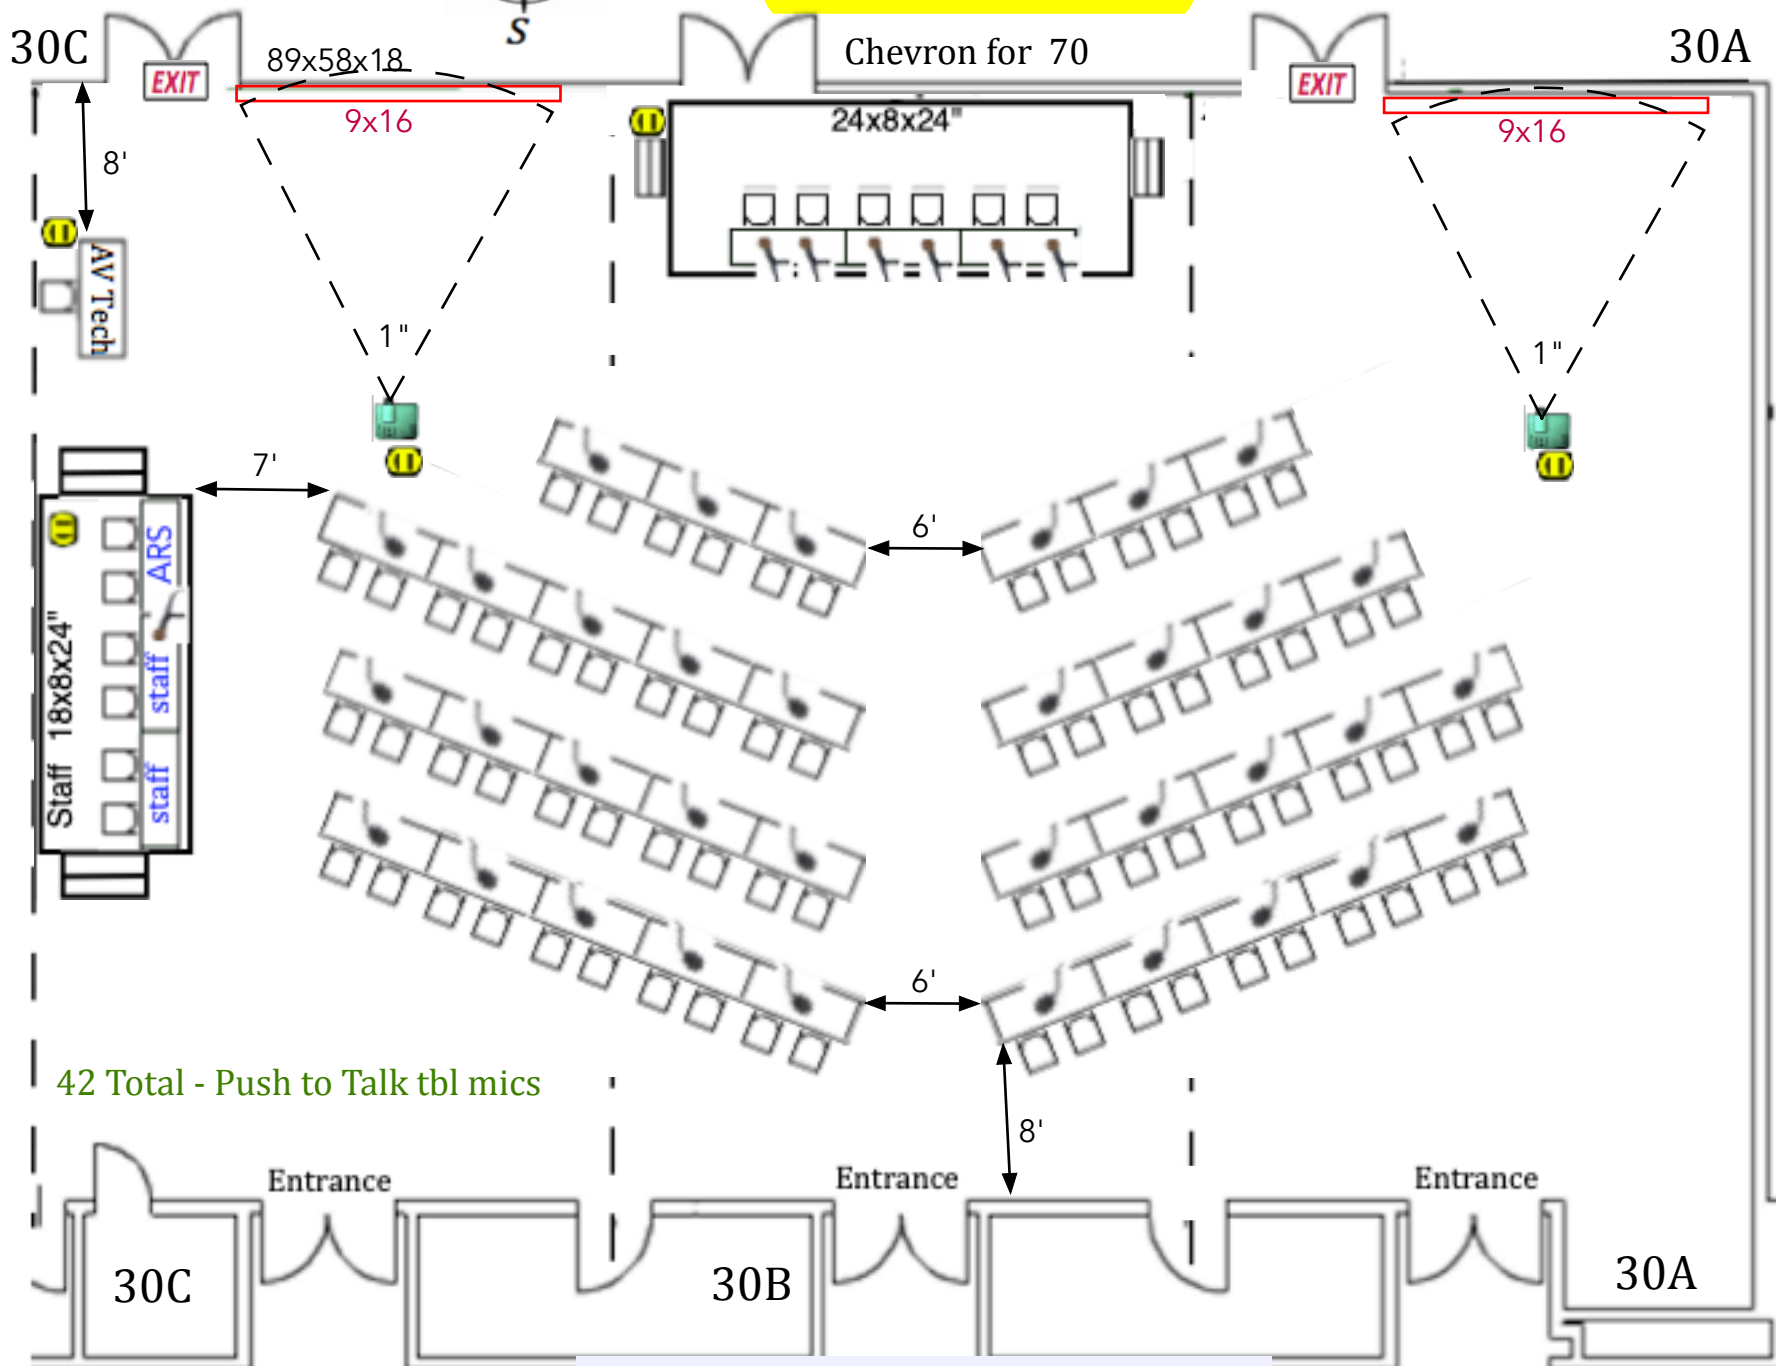 S
30C
EXIT
89x58x18
9x16
Chevron for 70
24x8x24"
EXIT
30A
9x16
8'
AV Tech
1"
1"
7'
6'
ARS
staff
staff
Staff 18x8x24"
6'
42 Total - Push to Talk tbl mics
8'
Entrance
Entrance
Entrance
30C
30B
30A